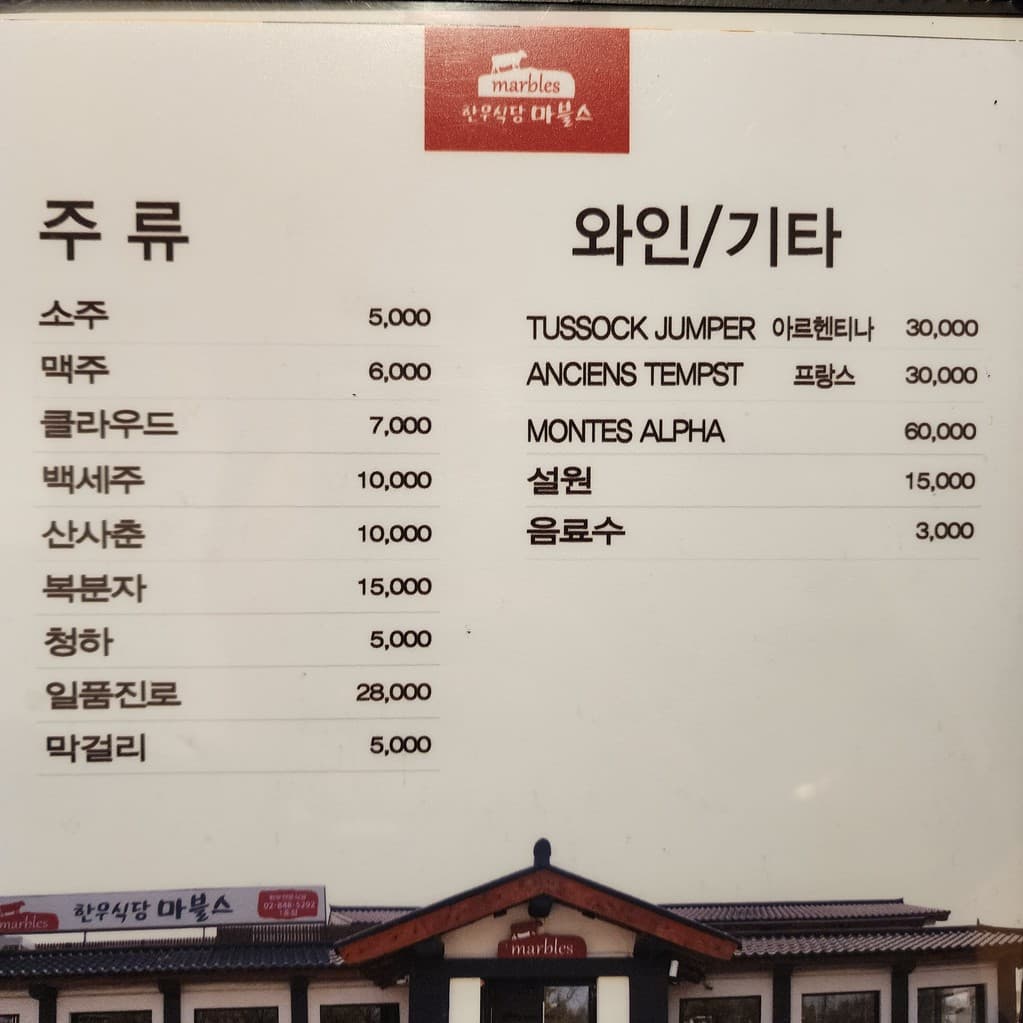 marbles
한우식당 마블스
주 류
소주 5,000
맥주 6,000
클라우드 7,000
백세주 10,000
산사춘 10,000
복분자 15,000
청하 5,000
일품진로 28,000
막걸리 5,000
와인/기타
TUSSOCK JUMPER 아르헨티나 30,000
ANCIENS TEMPST 프랑스 30,000
MONTES ALPHA 60,000
설원 15,000
음료수 3,000
marbles 한우식당 마블스
02-848-5292
marbles